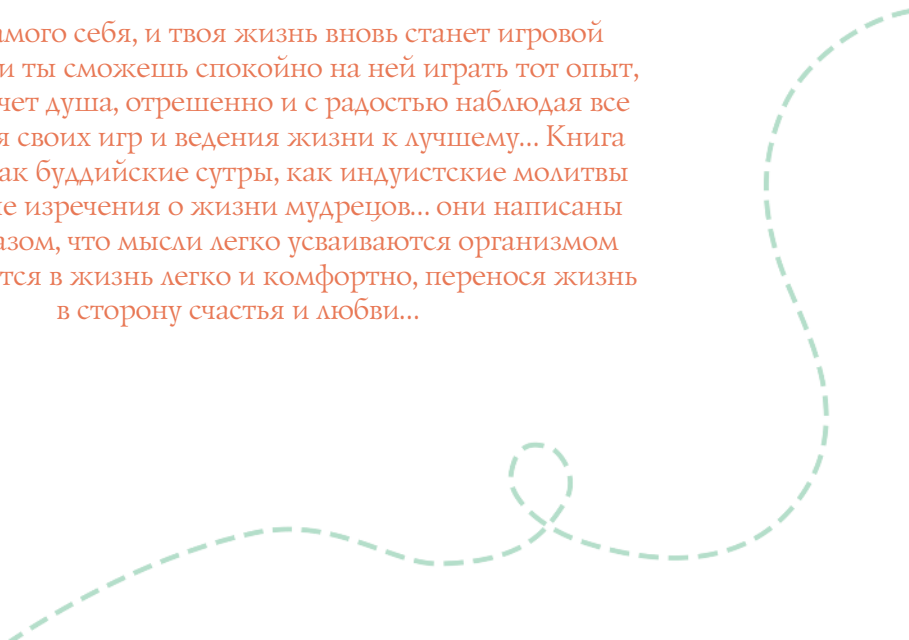 амого себя, и твоя жизнь вновь станет игровой
и ты сможешь спокойно на ней играть тот опыт,
чет душа, отрешенно и с радостью наблюдая все
я своих игр и ведения жизни к лучшему... Книга
ак буддийские сутры, как индуистские молитвы
е изречения о жизни мудрецов... они написаны
азом, что мысли легко усваиваются организмом
тся в жизнь легко и комфортно, перенося жизнь
в сторону счастья и любви...